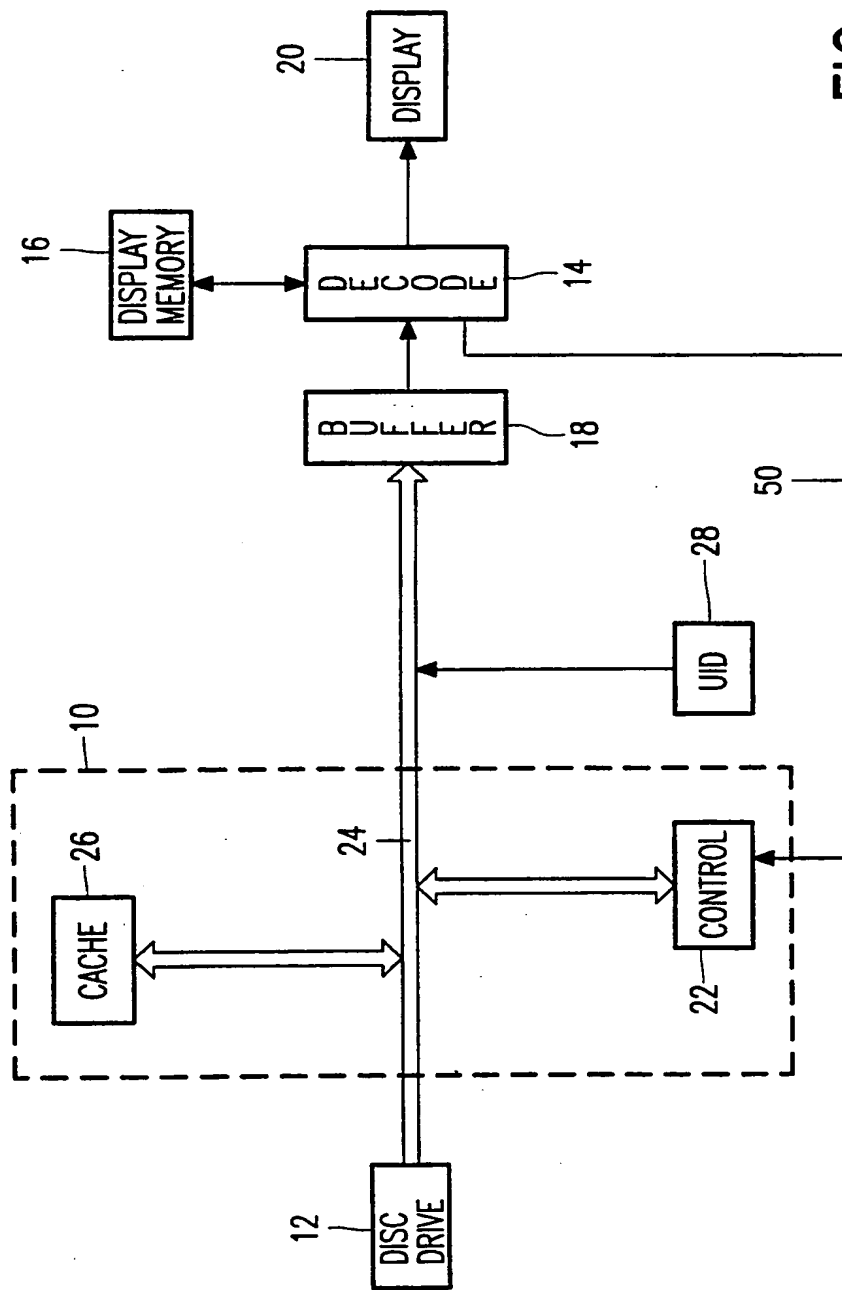 20
DISPLAY
16
DISPLAY
MEMORY
DECODE
14
BUFFER
18
50
28
UID
10
26
CACHE
24
CONTROL
22
12
DISC
DRIVE